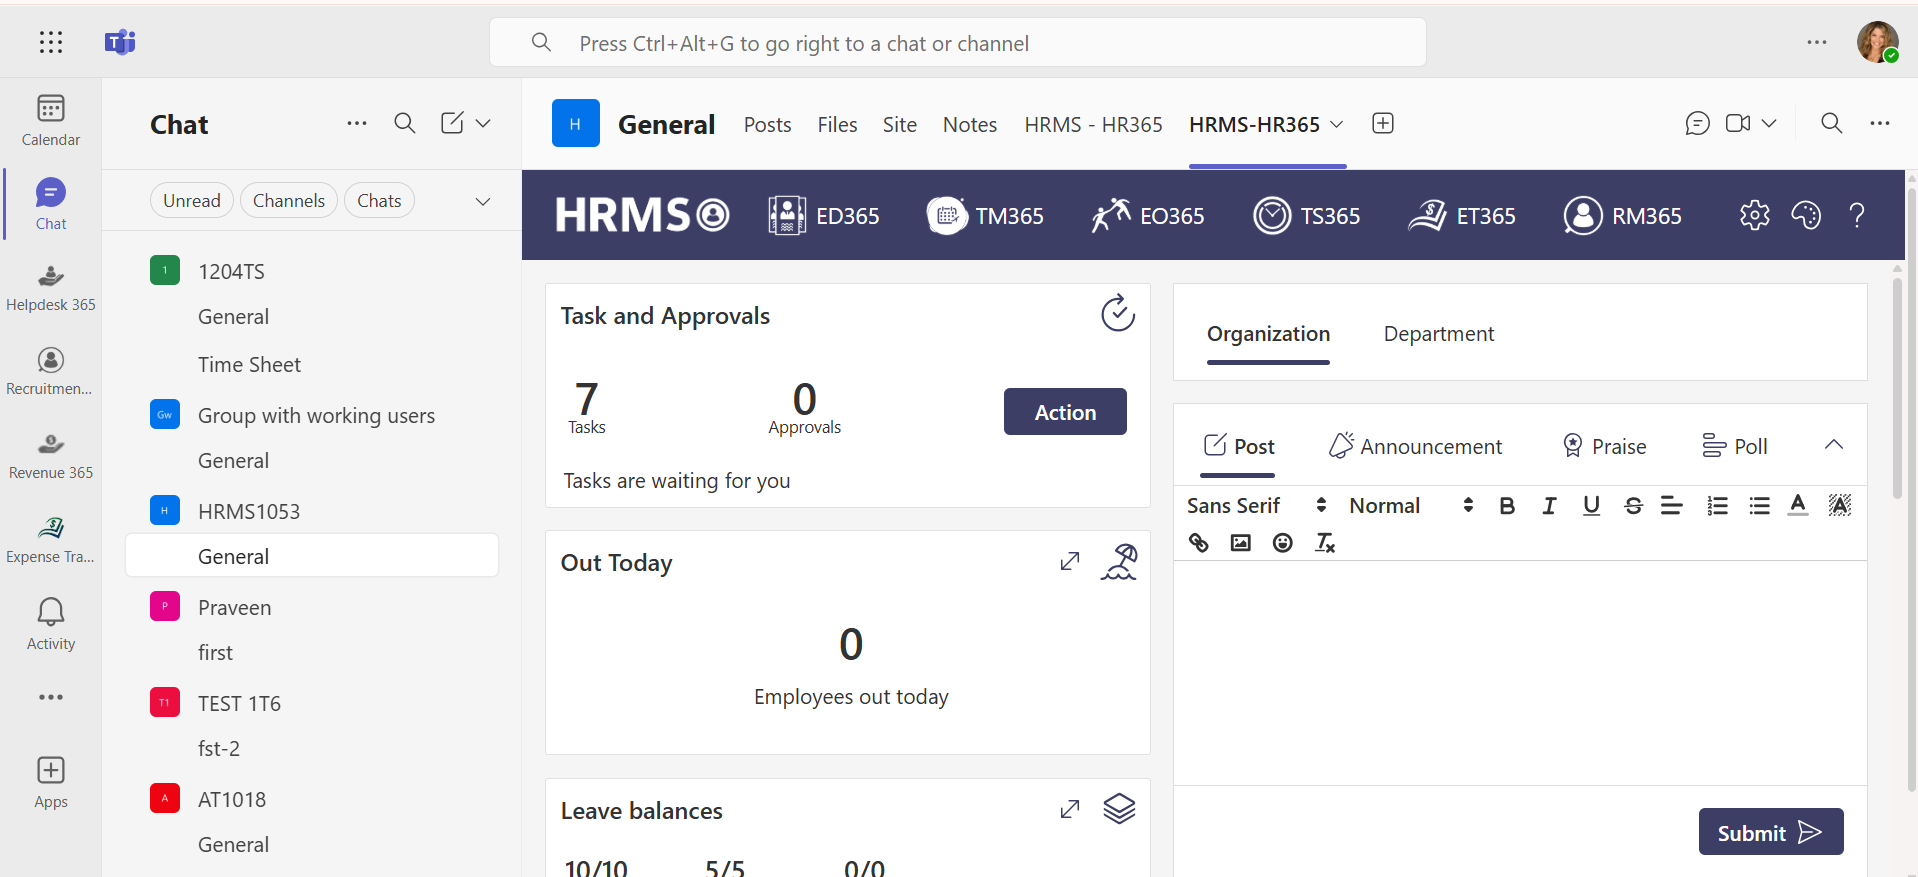 Press Ctrl+Alt+G to go right to a chat or channel
Calendar
Chat
Helpdesk 365
Recruitmen...
Revenue 365
Expense Tra...
Activity
Apps
Chat
Unread Channels Chats
1 1204TS
General
Time Sheet
Gw Group with working users
General
H HRMS1053
General
P Praveen
first
T1 TEST 1T6
fst-2
A AT1018
General
H General Posts Files Site Notes HRMS - HR365 HRMS-HR365
HRMS ED365 TM365 EO365 TS365 ET365 RM365 ?
Task and Approvals
7 0
Tasks Approvals
Action
Tasks are waiting for you
Out Today
0
Employees out today
Leave balances
10/10 5/5 0/0
Organization Department
Post Announcement Praise Poll
Sans Serif Normal B I U S A A
Submit